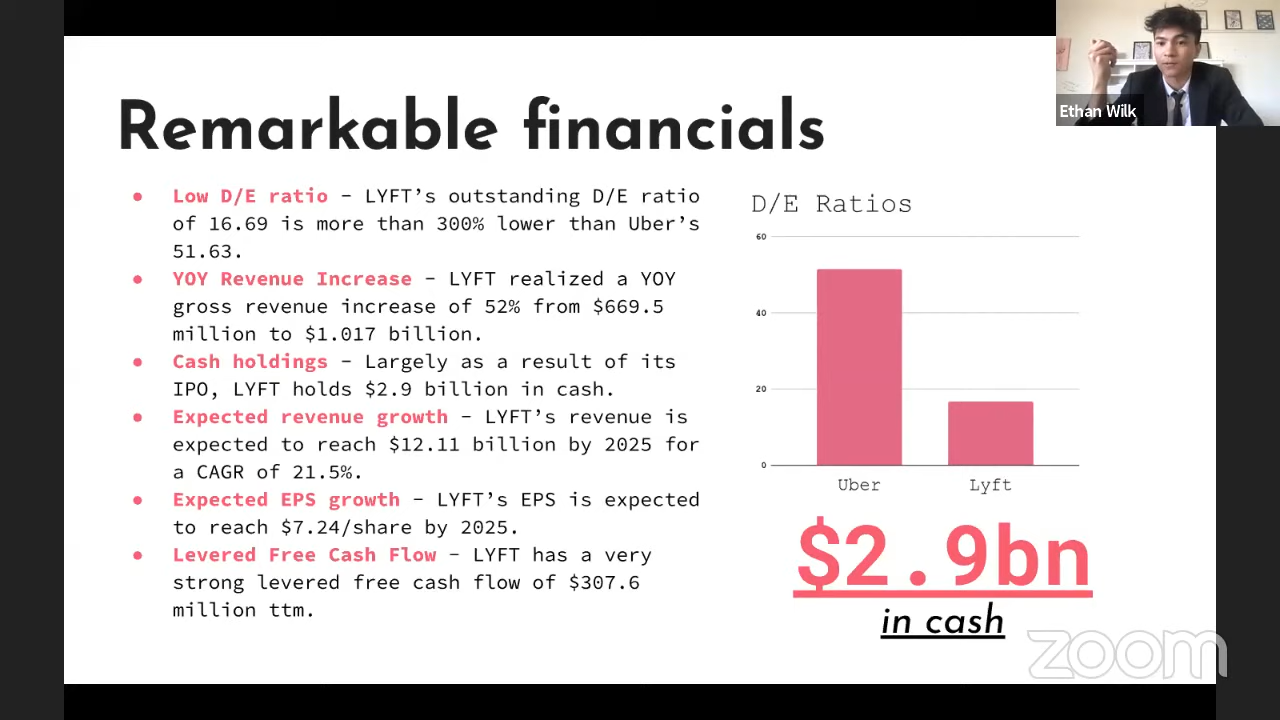 Ethan Wilk
Remarkable financials
● Low D/E ratio – LYFT’s outstanding D/E ratio
of 16.69 is more than 300% lower than Uber’s
51.63.
● YOY Revenue Increase – LYFT realized a YOY
gross revenue increase of 52% from $669.5
million to $1.017 billion.
● Cash holdings – Largely as a result of its
IPO, LYFT holds $2.9 billion in cash.
● Expected revenue growth – LYFT’s revenue is
expected to reach $12.11 billion by 2025 for
a CAGR of 21.5%.
● Expected EPS growth – LYFT’s EPS is expected
to reach $7.24/share by 2025.
● Levered Free Cash Flow – LYFT has a very
strong levered free cash flow of $307.6
million ttm.
D/E Ratios
60
40
20
0
Uber Lyft
$2.9bn
in cash
zoom